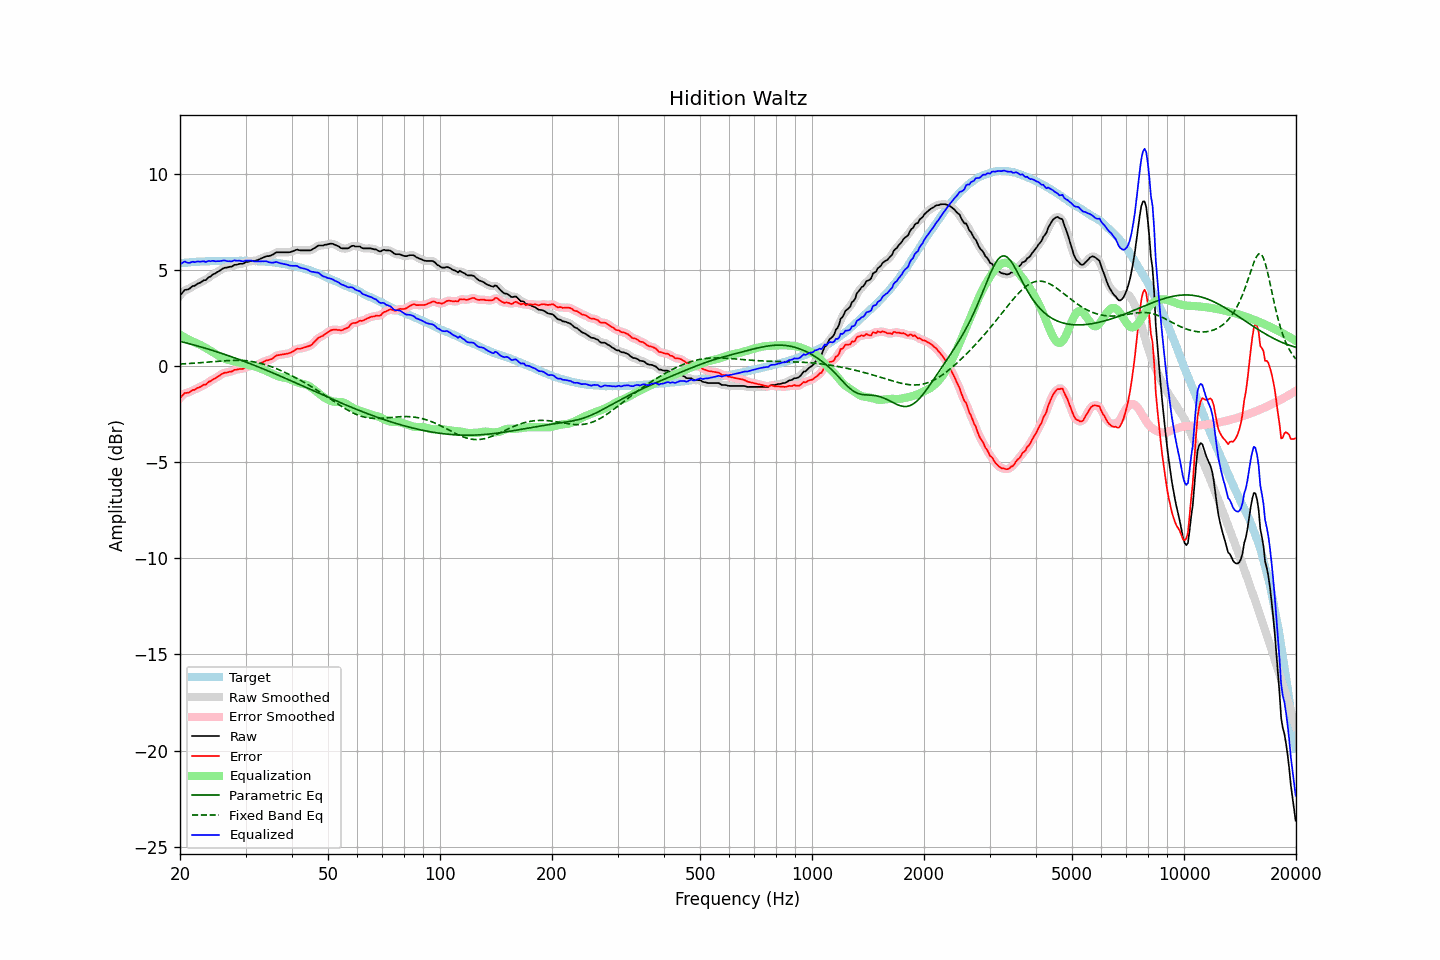 Hidition Waltz
Amplitude (dBr)
10
5
0
−5
−10
−15
−20
−25
Target
Raw Smoothed
Error Smoothed
Raw
Error
Equalization
Parametric Eq
Fixed Band Eq
Equalized
20
50
100
200
500
1000
2000
5000
10000
20000
Frequency (Hz)